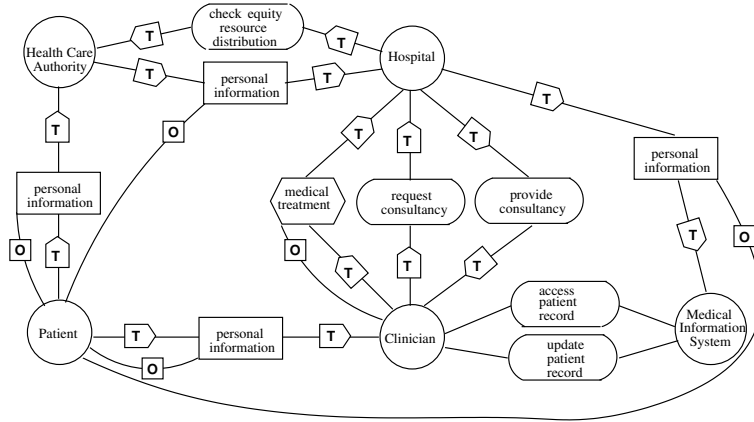 check equity
resource
distribution
T
T
Health Care
Authority
Hospital
T
personal
information
T
T
O
T
T
T
T
personal
information
medical
treatment
request
consultancy
provide
consultancy
personal
information
O
T
O
T
T
T
T
O
access
patient
record
Patient
T
personal
information
T
Clinician
Medical
Information
System
O
update
patient
record